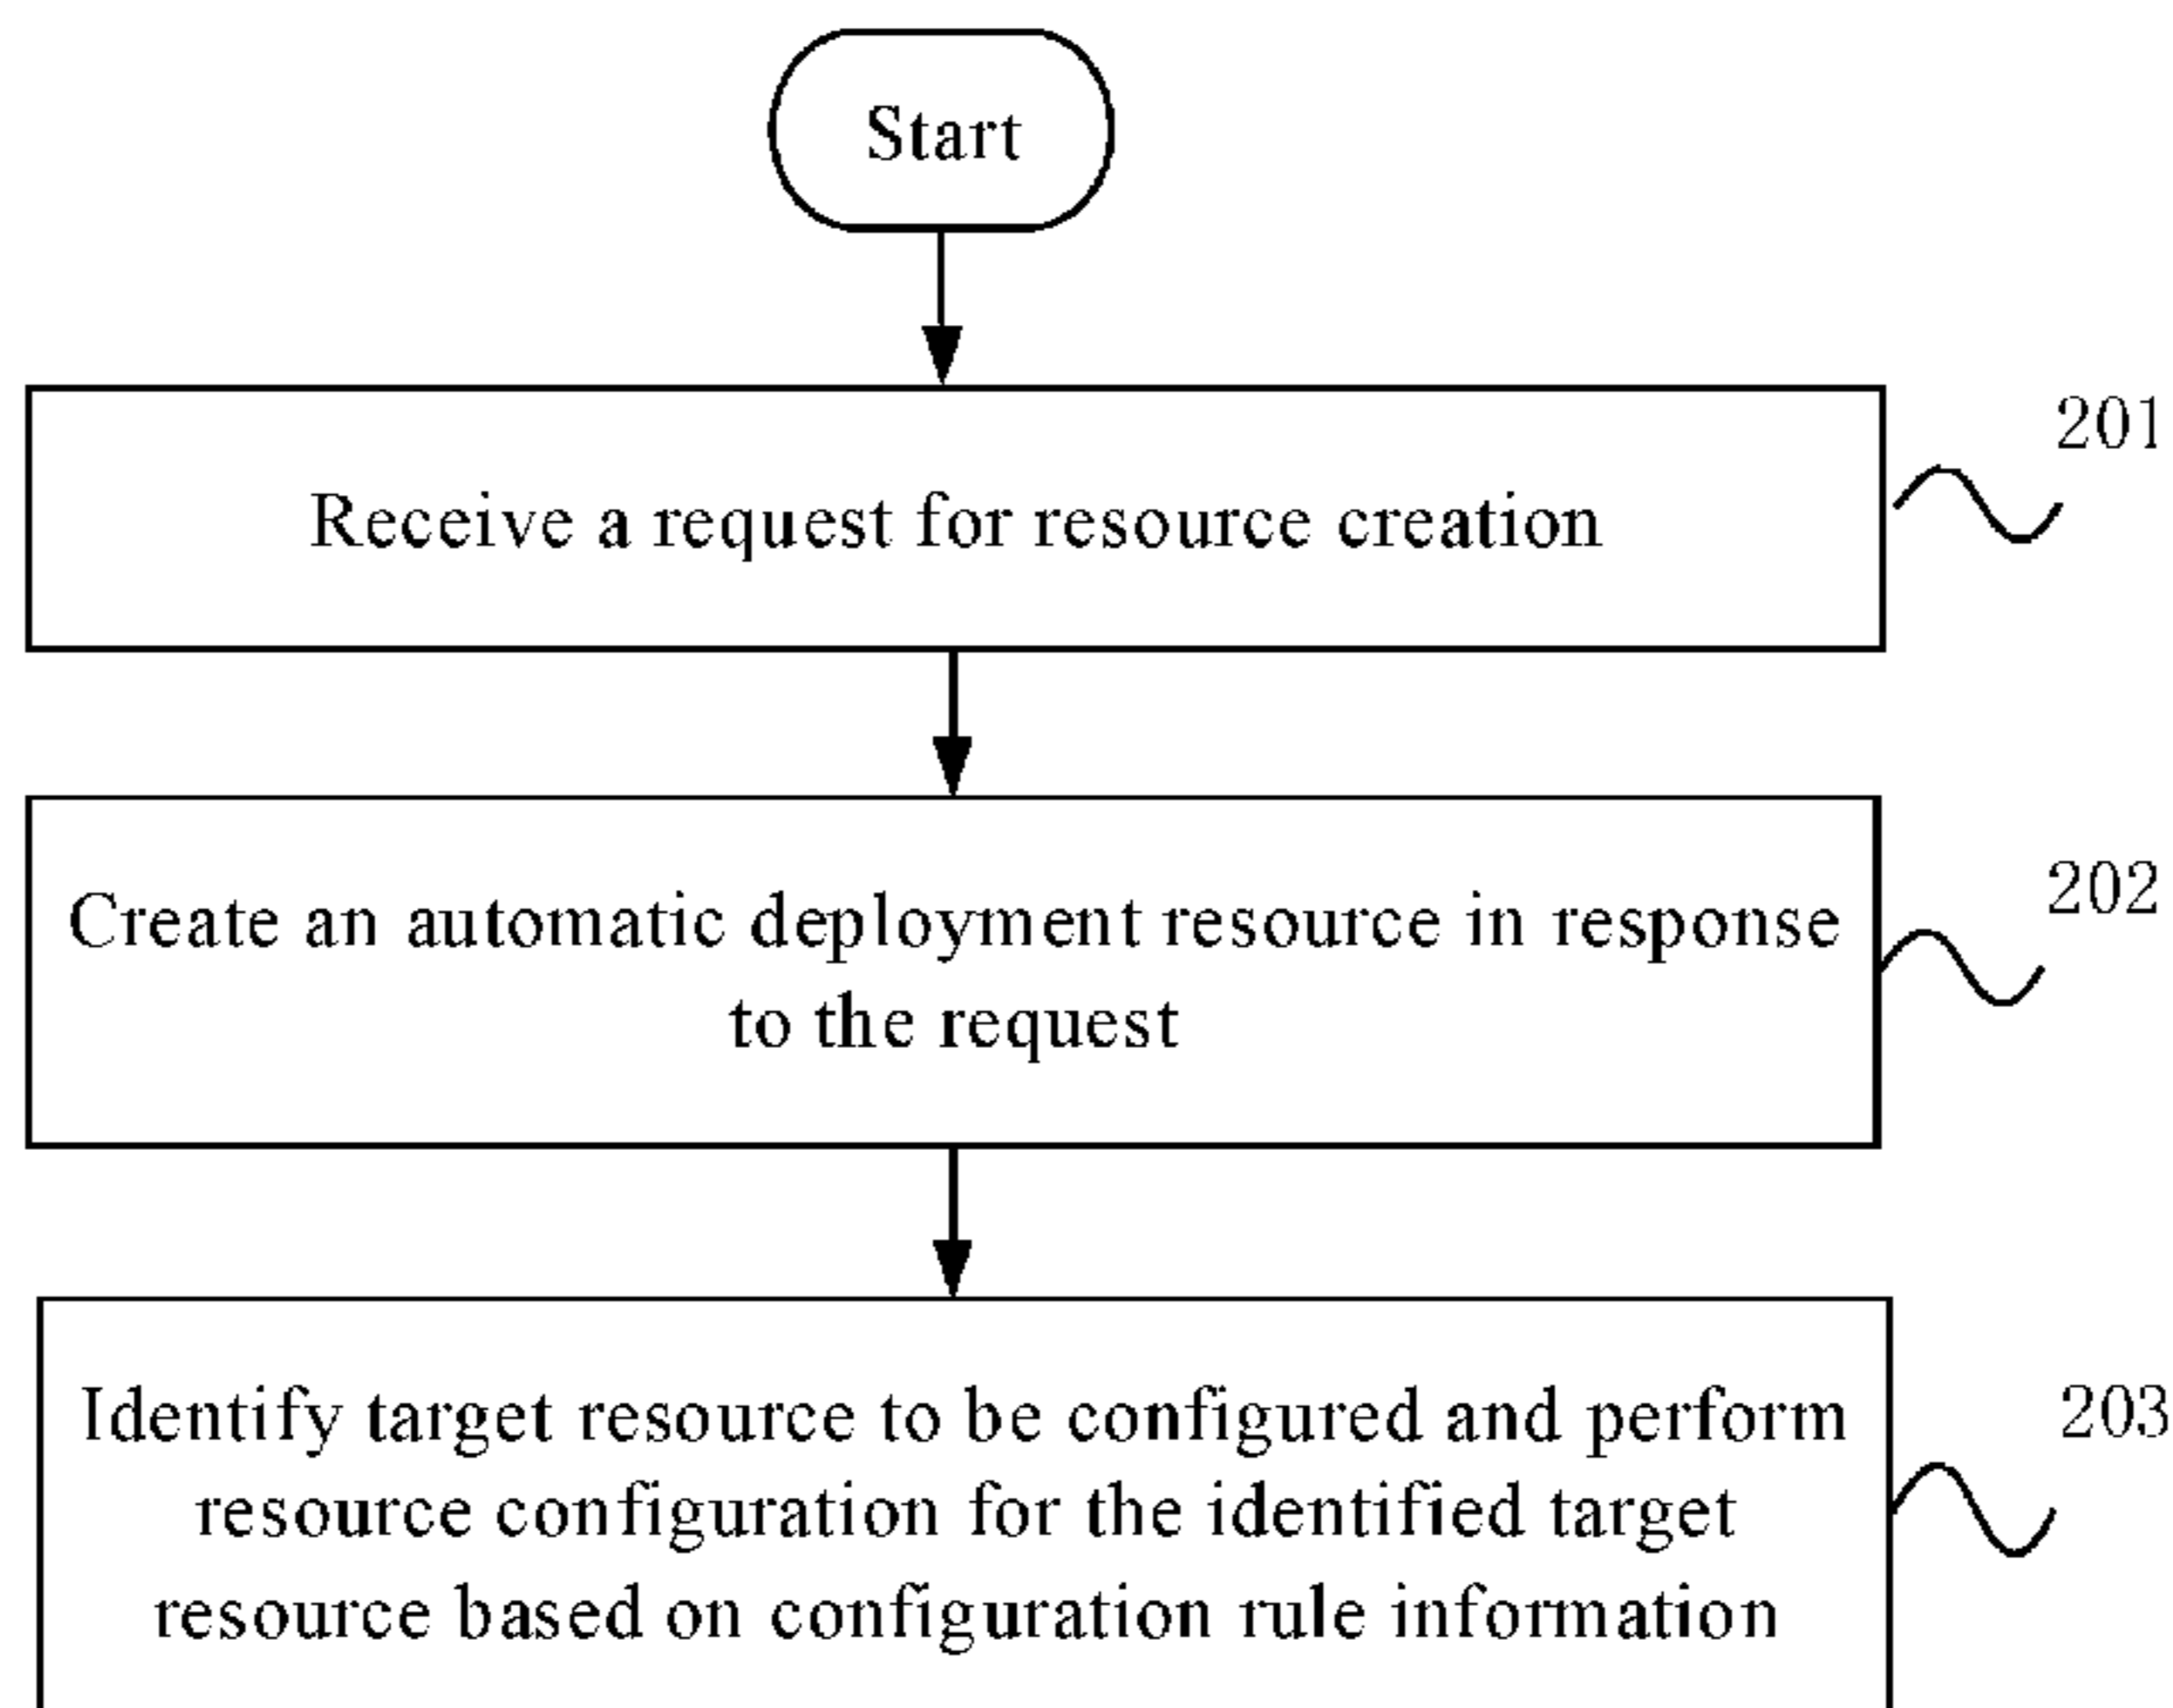 Start
201
Receive a request for resource creation
202
Create an automatic deployment resource in response
to the request
203
Identify target resource to be configured and perform
resource configuration for the identified target
resource based on configuration rule information